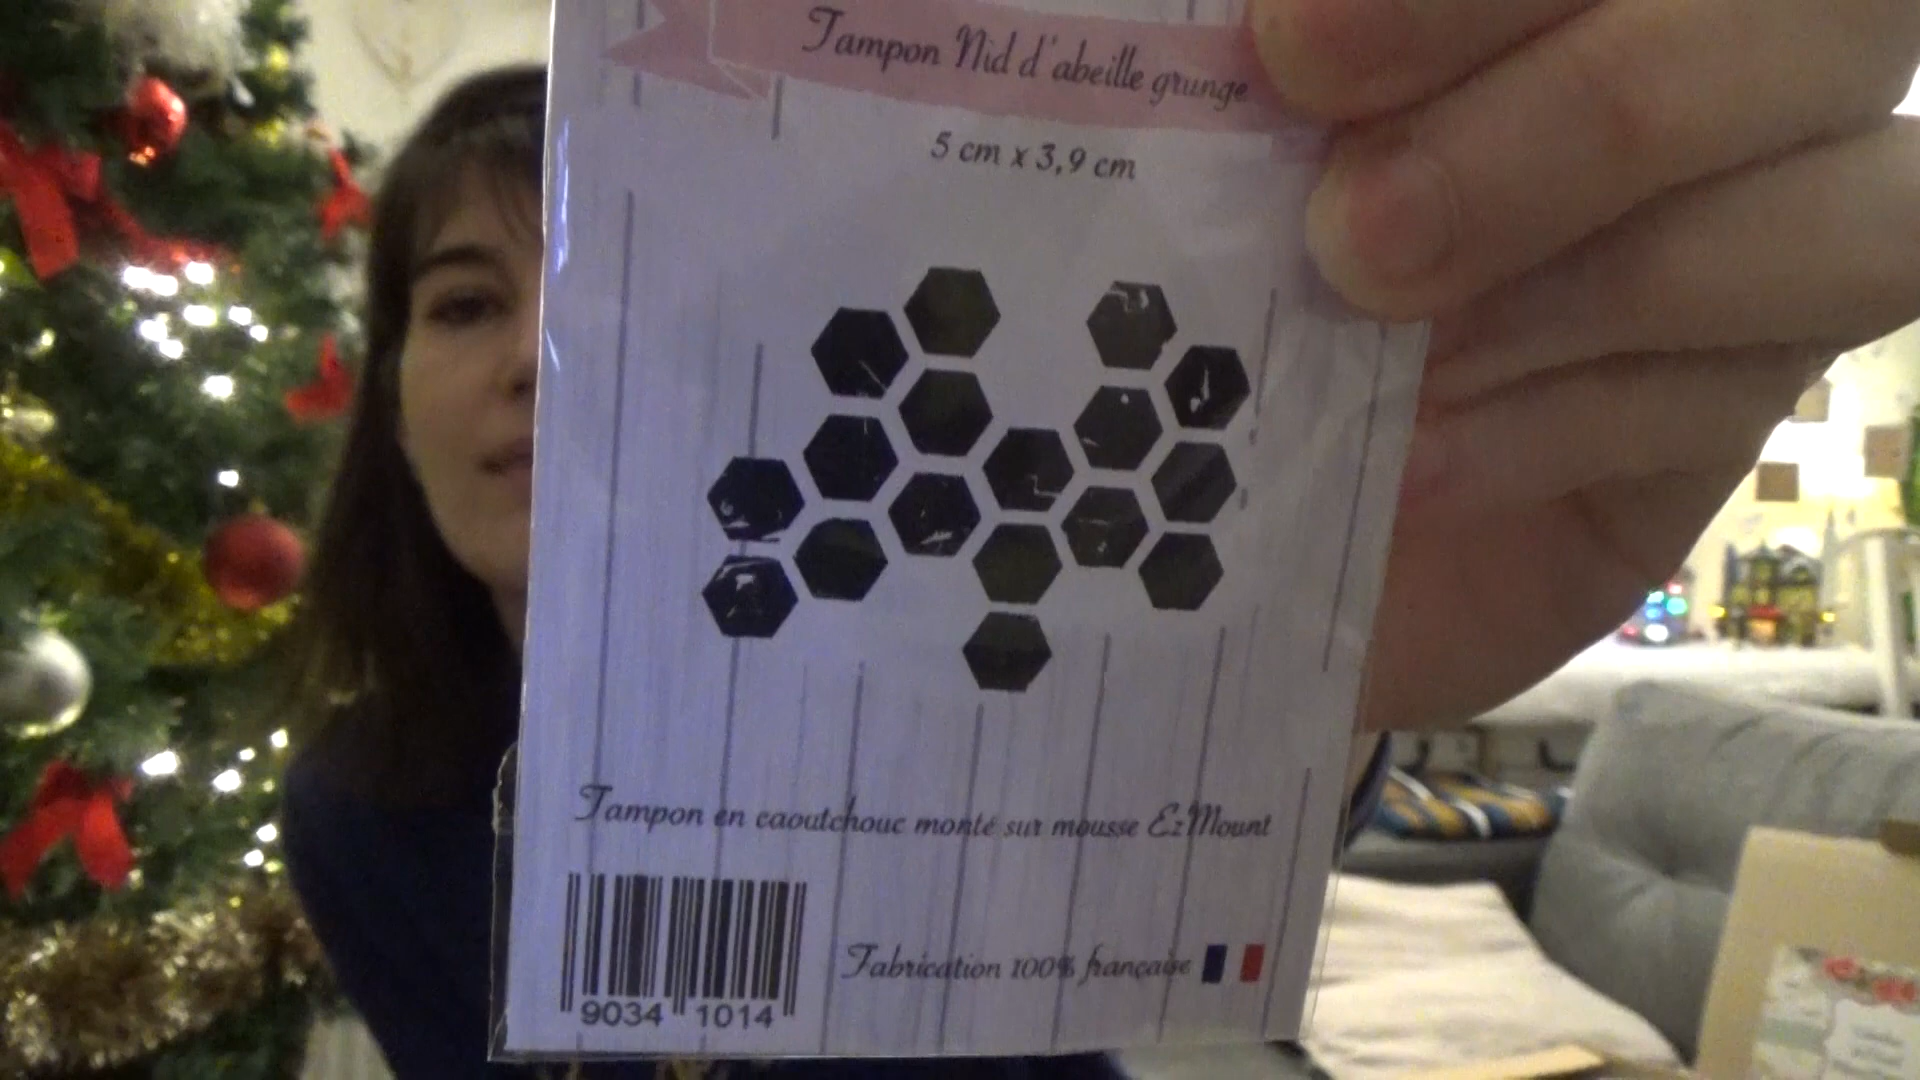 Tampon Nid d'abeille grunge
5 cm x 3,9 cm
Tampon en caoutchouc monté sur mousse EzMount
Fabrication 100% française
9034 1014